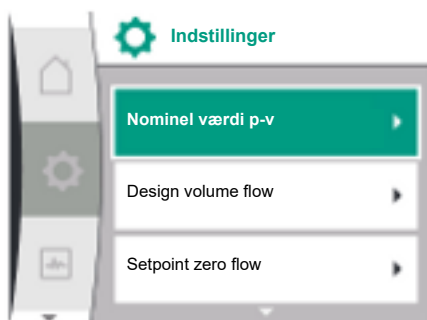 Indstillinger
Nominel værdi p-v
Design volume flow
Setpoint zero flow